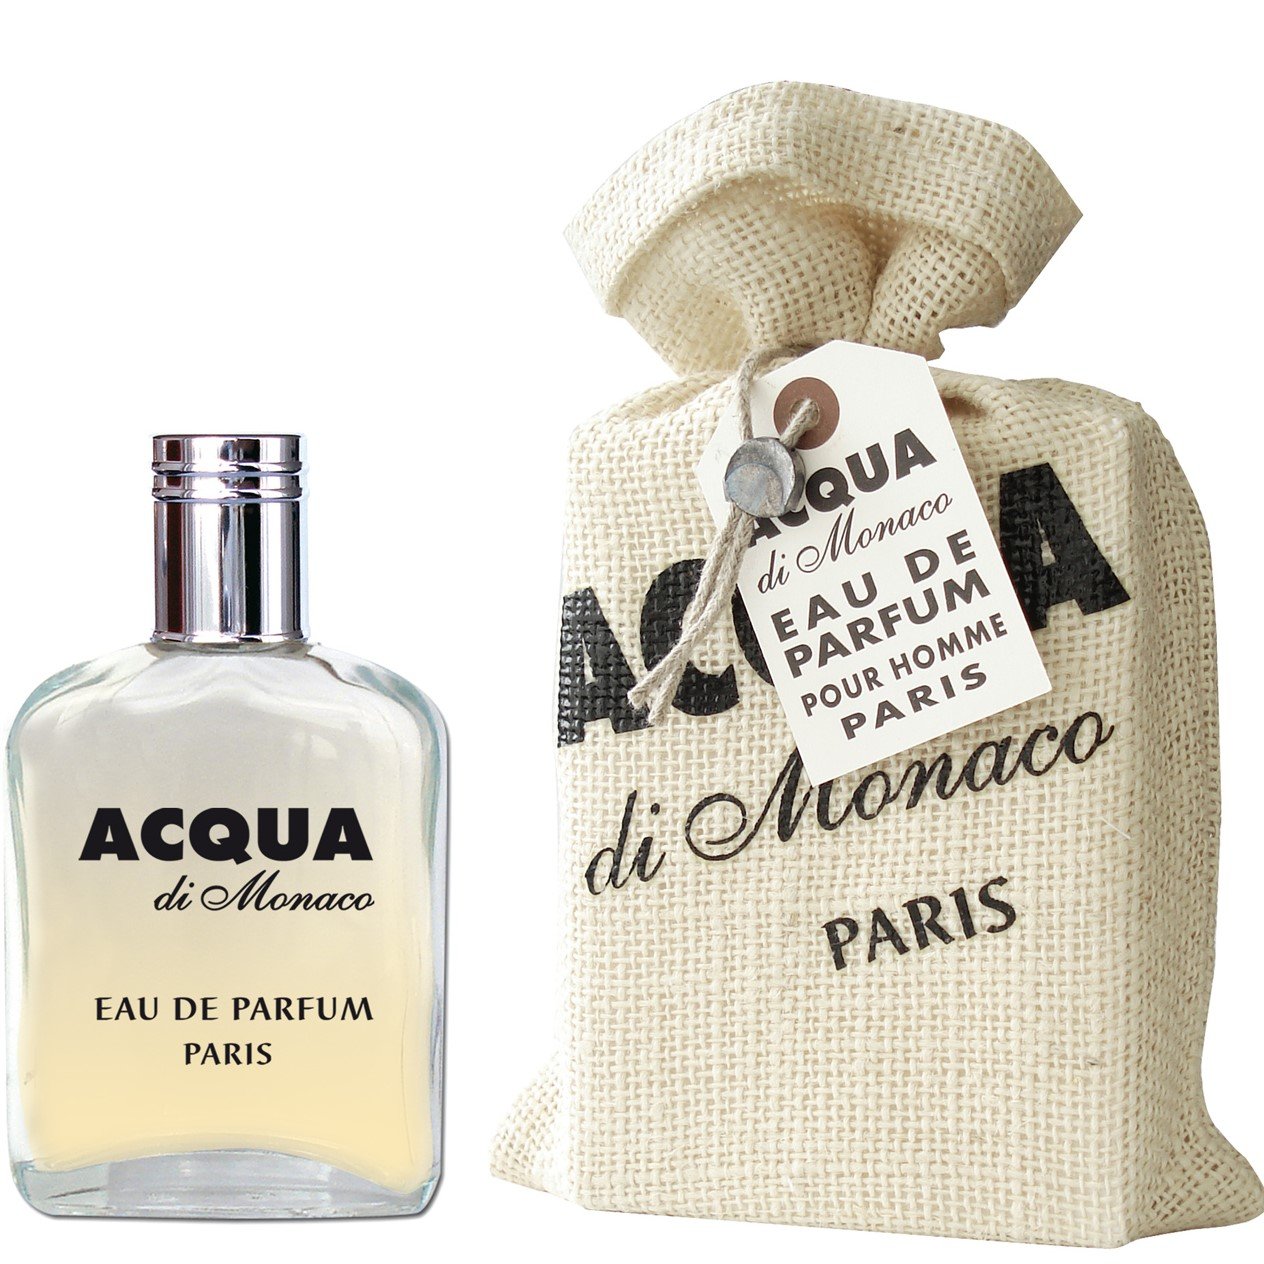 ACQUA
di Monaco
EAU DE PARFUM
PARIS
ACQUA
di Monaco
EAU DE
PARFUM
POUR HOMME
PARIS
di Monaco
PARIS